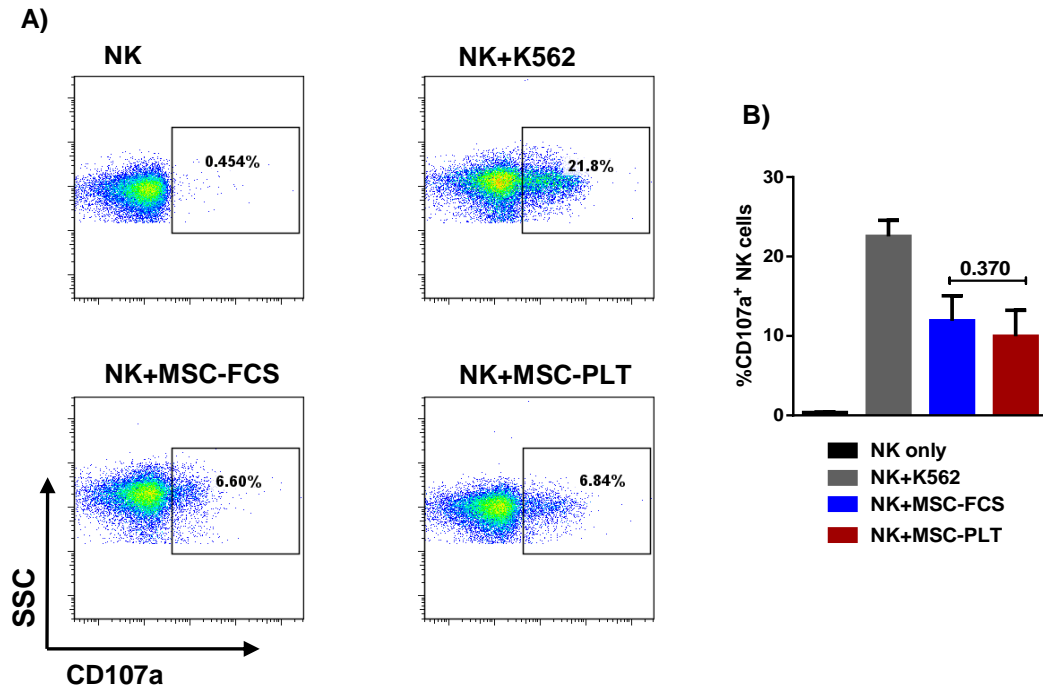 A)
NK
0.454%
NK+K562
21.8%
NK+MSC-FCS
6.60%
NK+MSC-PLT
6.84%
SSC
CD107a
B)
%CD107a⁺ NK cells
30
20
10
0
0.370
NK only
NK+K562
NK+MSC-FCS
NK+MSC-PLT